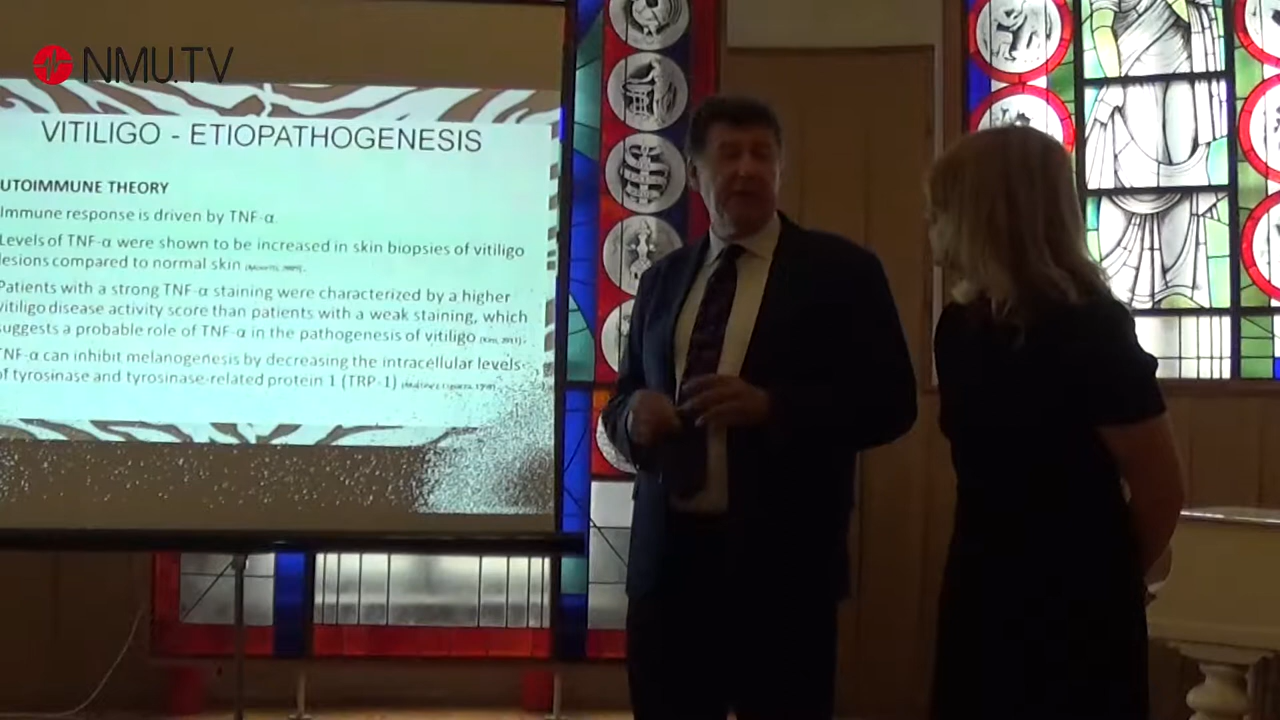 NMU.TV
VITILIGO - ETIOPATHOGENESIS
UTOIMMUNE THEORY
Immune response is driven by TNF-α.
Levels of TNF-α were shown to be increased in skin biopsies of vitiligo
lesions compared to normal skin
Patients with a strong TNF-α staining were characterized by a higher
vitiligo disease activity score than patients with a weak staining, which
suggests a probable role of TNF-α in the pathogenesis of vitiligo
TNF-α can inhibit melanogenesis by decreasing the intracellular levels
of tyrosinase and tyrosinase-related protein 1 (TRP-1)